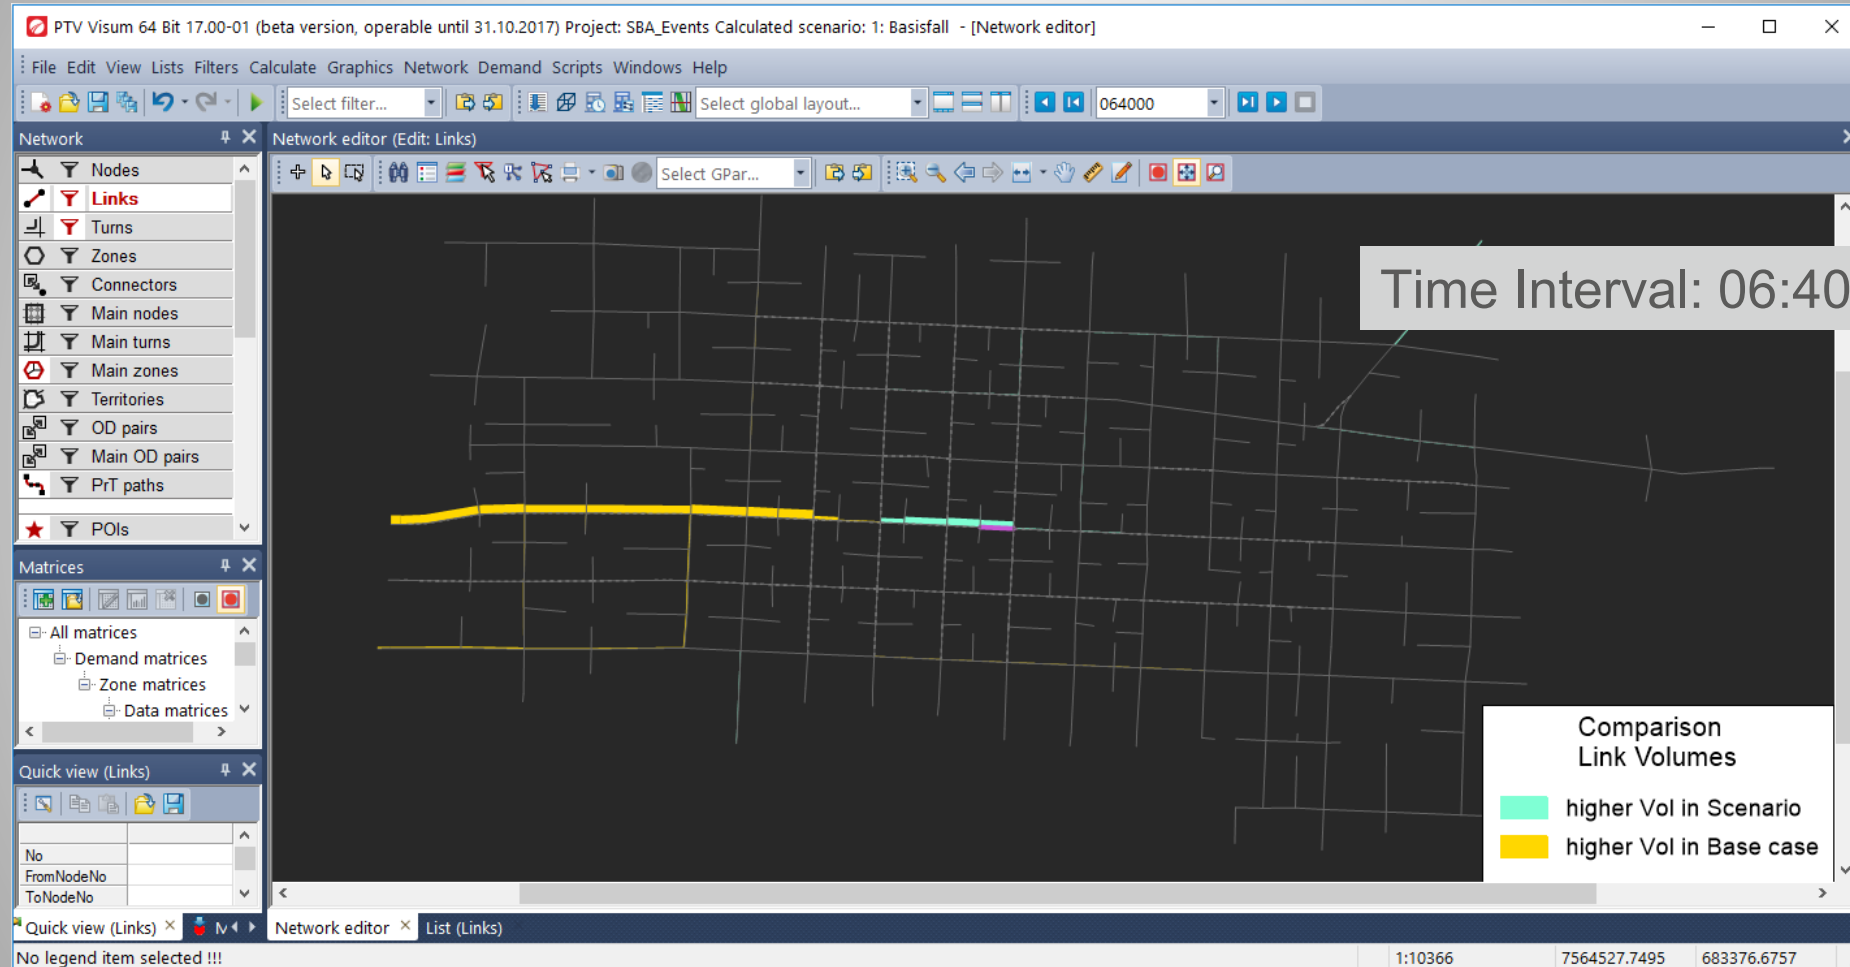 PTV Visum 64 Bit 17.00-01 (beta version, operable until 31.10.2017) Project: SBA_Events Calculated scenario: 1: Basisfall - [Network editor]
File Edit View Lists Filters Calculate Graphics Network Demand Scripts Windows Help
Select filter... Select global layout... 064000
Network
Nodes
Links
Turns
Zones
Connectors
Main nodes
Main turns
Main zones
Territories
OD pairs
Main OD pairs
PrT paths
POIs
Matrices
All matrices
Demand matrices
Zone matrices
Data matrices
Quick view (Links)
No
FromNodeNo
ToNodeNo
Quick view (Links) M
Network editor (Edit: Links)
Select GPar...
Time Interval: 06:40
Comparison
Link Volumes
higher Vol in Scenario
higher Vol in Base case
Network editor List (Links)
No legend item selected !!! 1:10366 7564527.7495 683376.6757